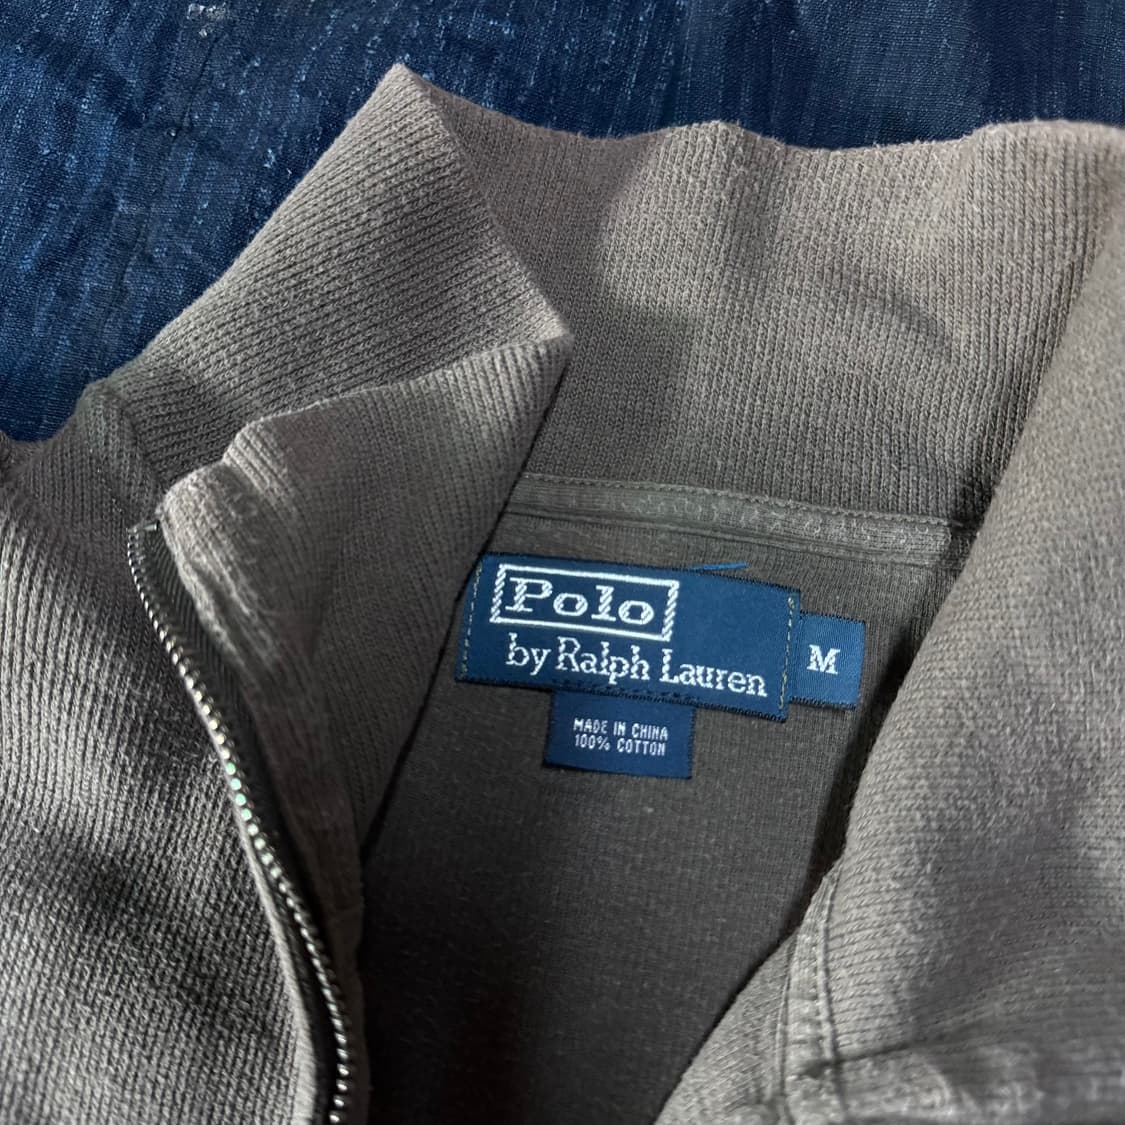 Polo
by Ralph Lauren
M
MADE IN CHINA
100% COTTON